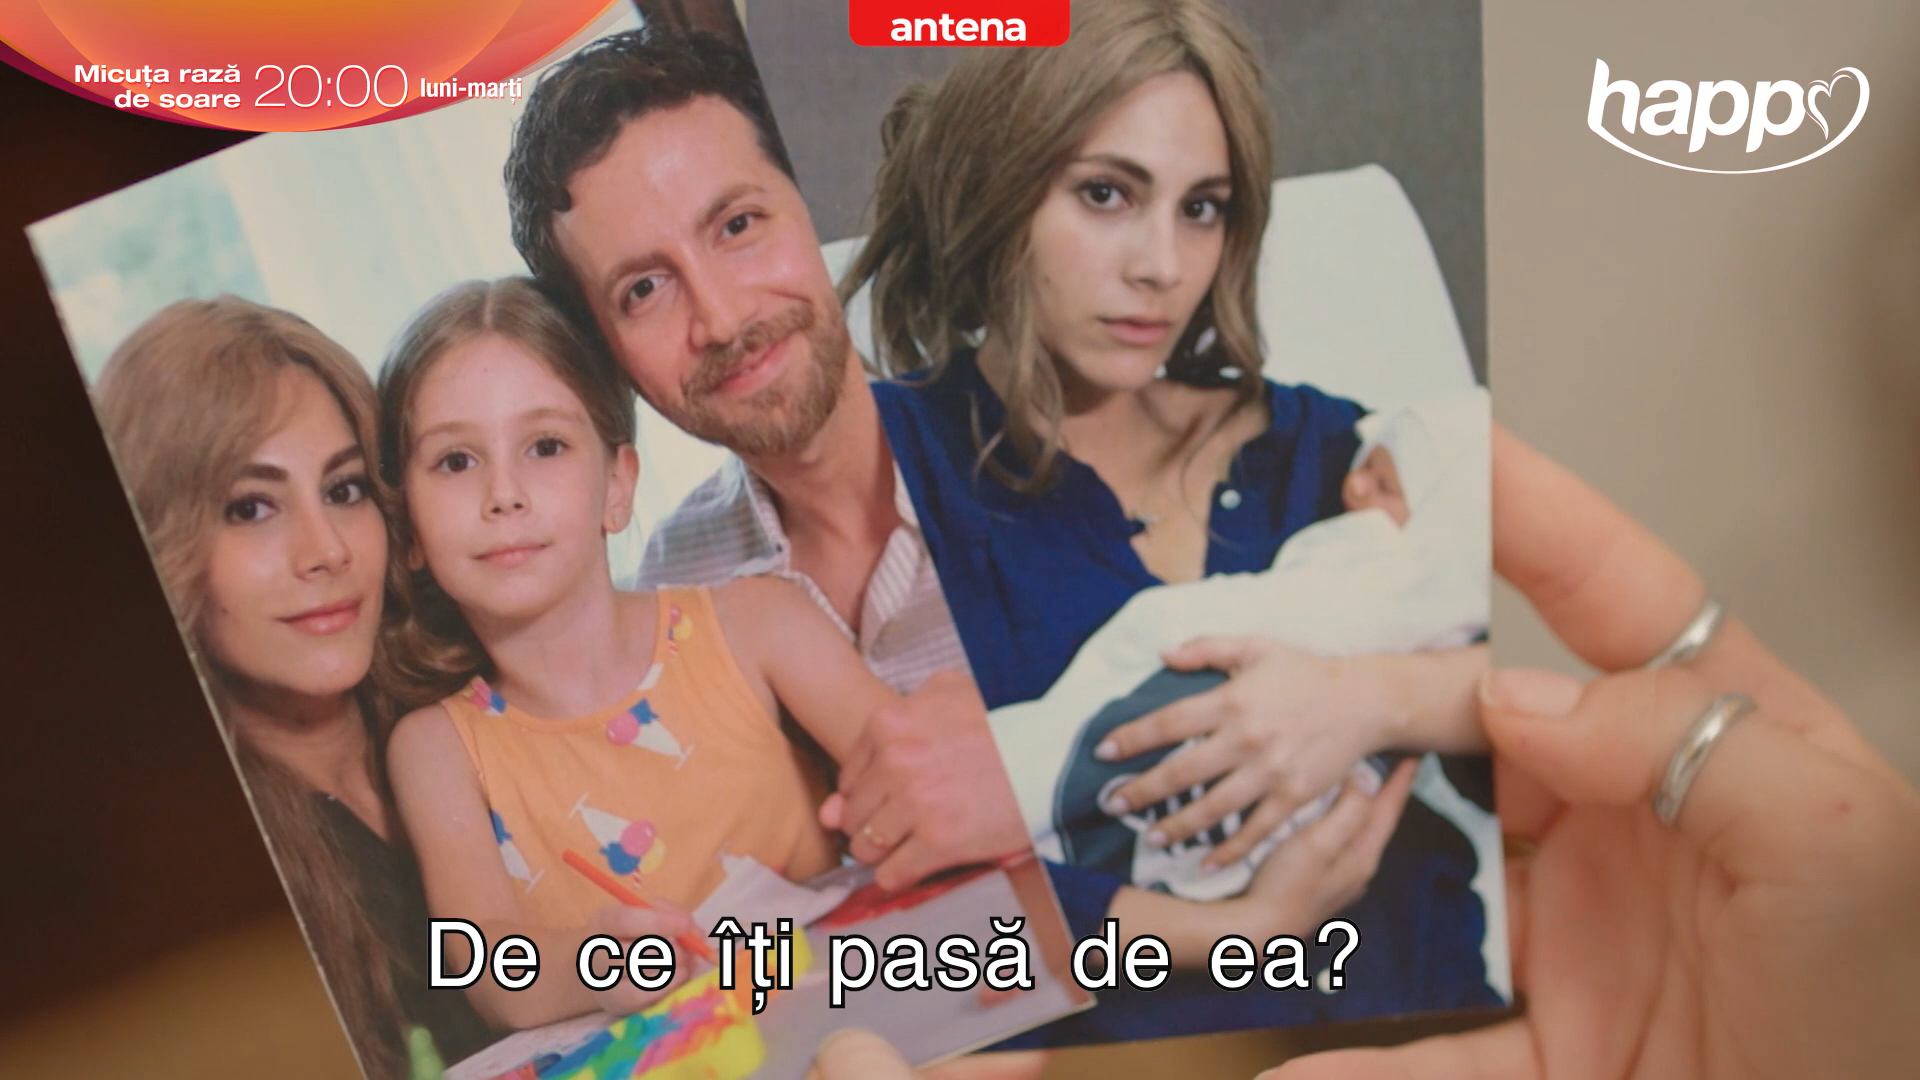 antena
Micuța rază
de soare
20:00
luni-marți
happy
De ce îți pasă de ea?